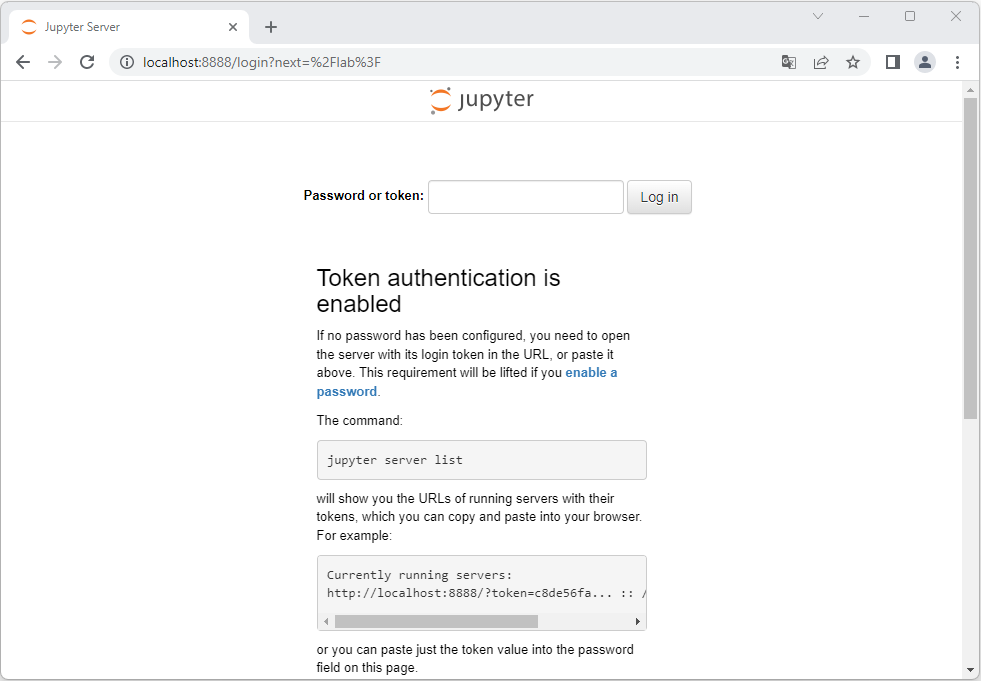 Jupyter Server
localhost:8888/login?next=%2Flab%3F
jupyter
Password or token:
Log in
Token authentication is
enabled
If no password has been configured, you need to open
the server with its login token in the URL, or paste it
above. This requirement will be lifted if you enable a
password.
The command:
jupyter server list
will show you the URLs of running servers with their
tokens, which you can copy and paste into your browser.
For example:
Currently running servers:
http://localhost:8888/?token=c8de56fa... :: /
or you can paste just the token value into the password
field on this page.